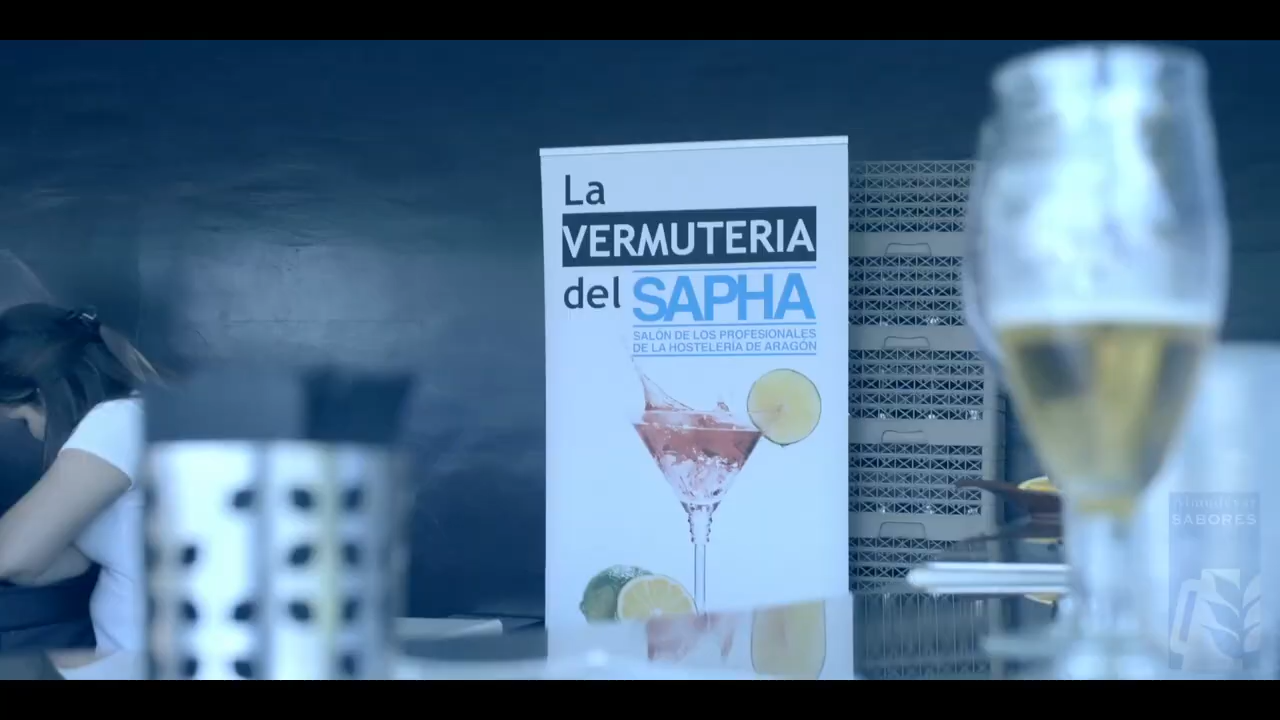 La
VERMUTERIA
del SAPHA
SALÓN DE LOS PROFESIONALES
DE LA HOSTELERÍA DE ARAGÓN
SABORES